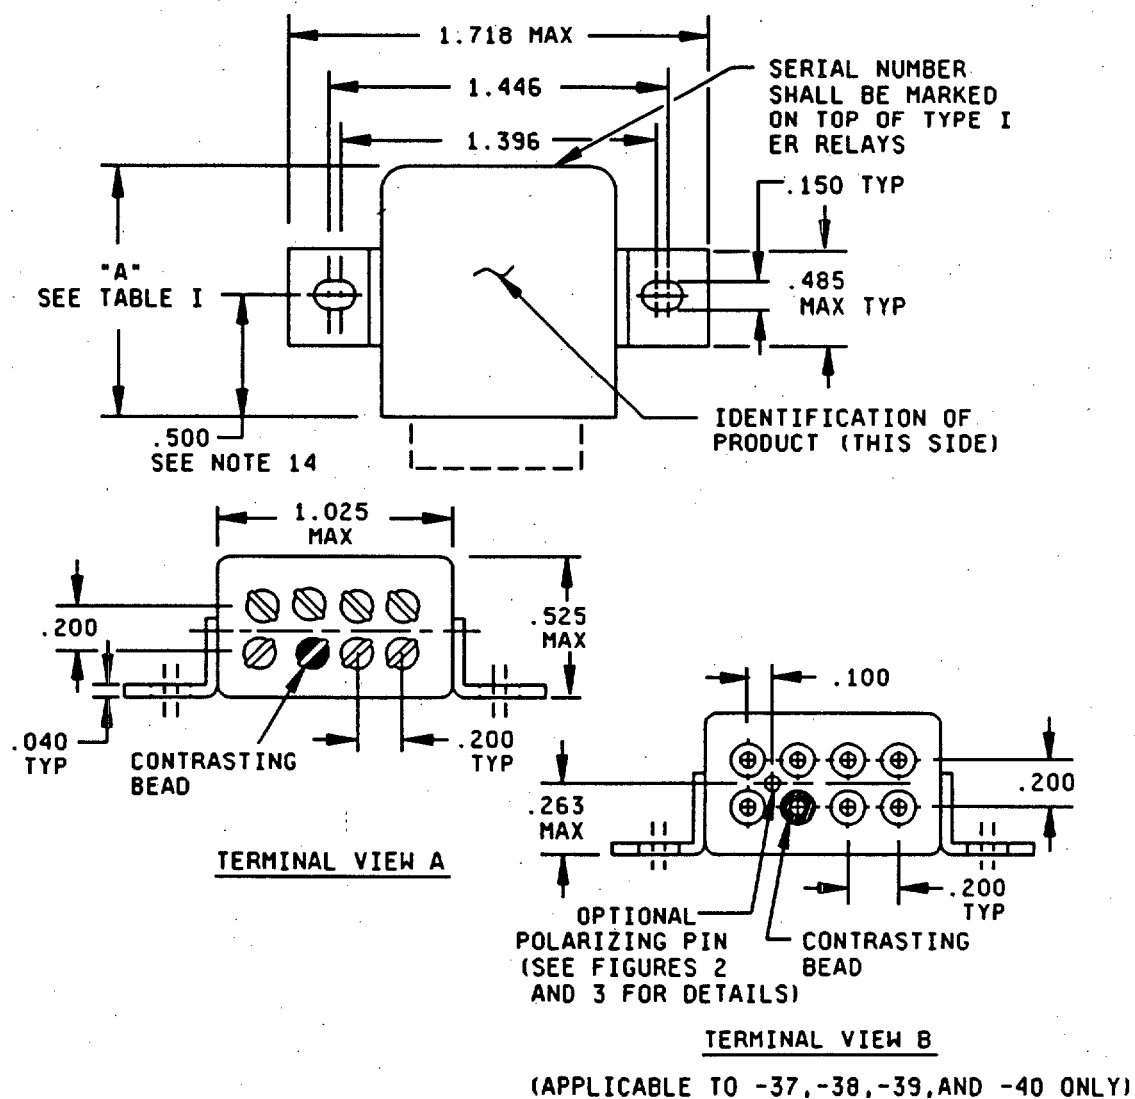 1.718 MAX
1.446
1.396
SERIAL NUMBER
SHALL BE MARKED
ON TOP OF TYPE I
ER RELAYS
.150 TYP
"A"
SEE TABLE I
.485
MAX TYP
.500
SEE NOTE 14
IDENTIFICATION OF
PRODUCT (THIS SIDE)
1.025
MAX
.200
.525
MAX
.040
TYP
CONTRASTING
BEAD
.200
TYP
TERMINAL VIEW A
.100
.263
MAX
.200
.200
TYP
OPTIONAL
POLARIZING PIN
(SEE FIGURES 2
AND 3 FOR DETAILS)
CONTRASTING
BEAD
TERMINAL VIEW B
(APPLICABLE TO -37,-38,-39,AND -40 ONLY)